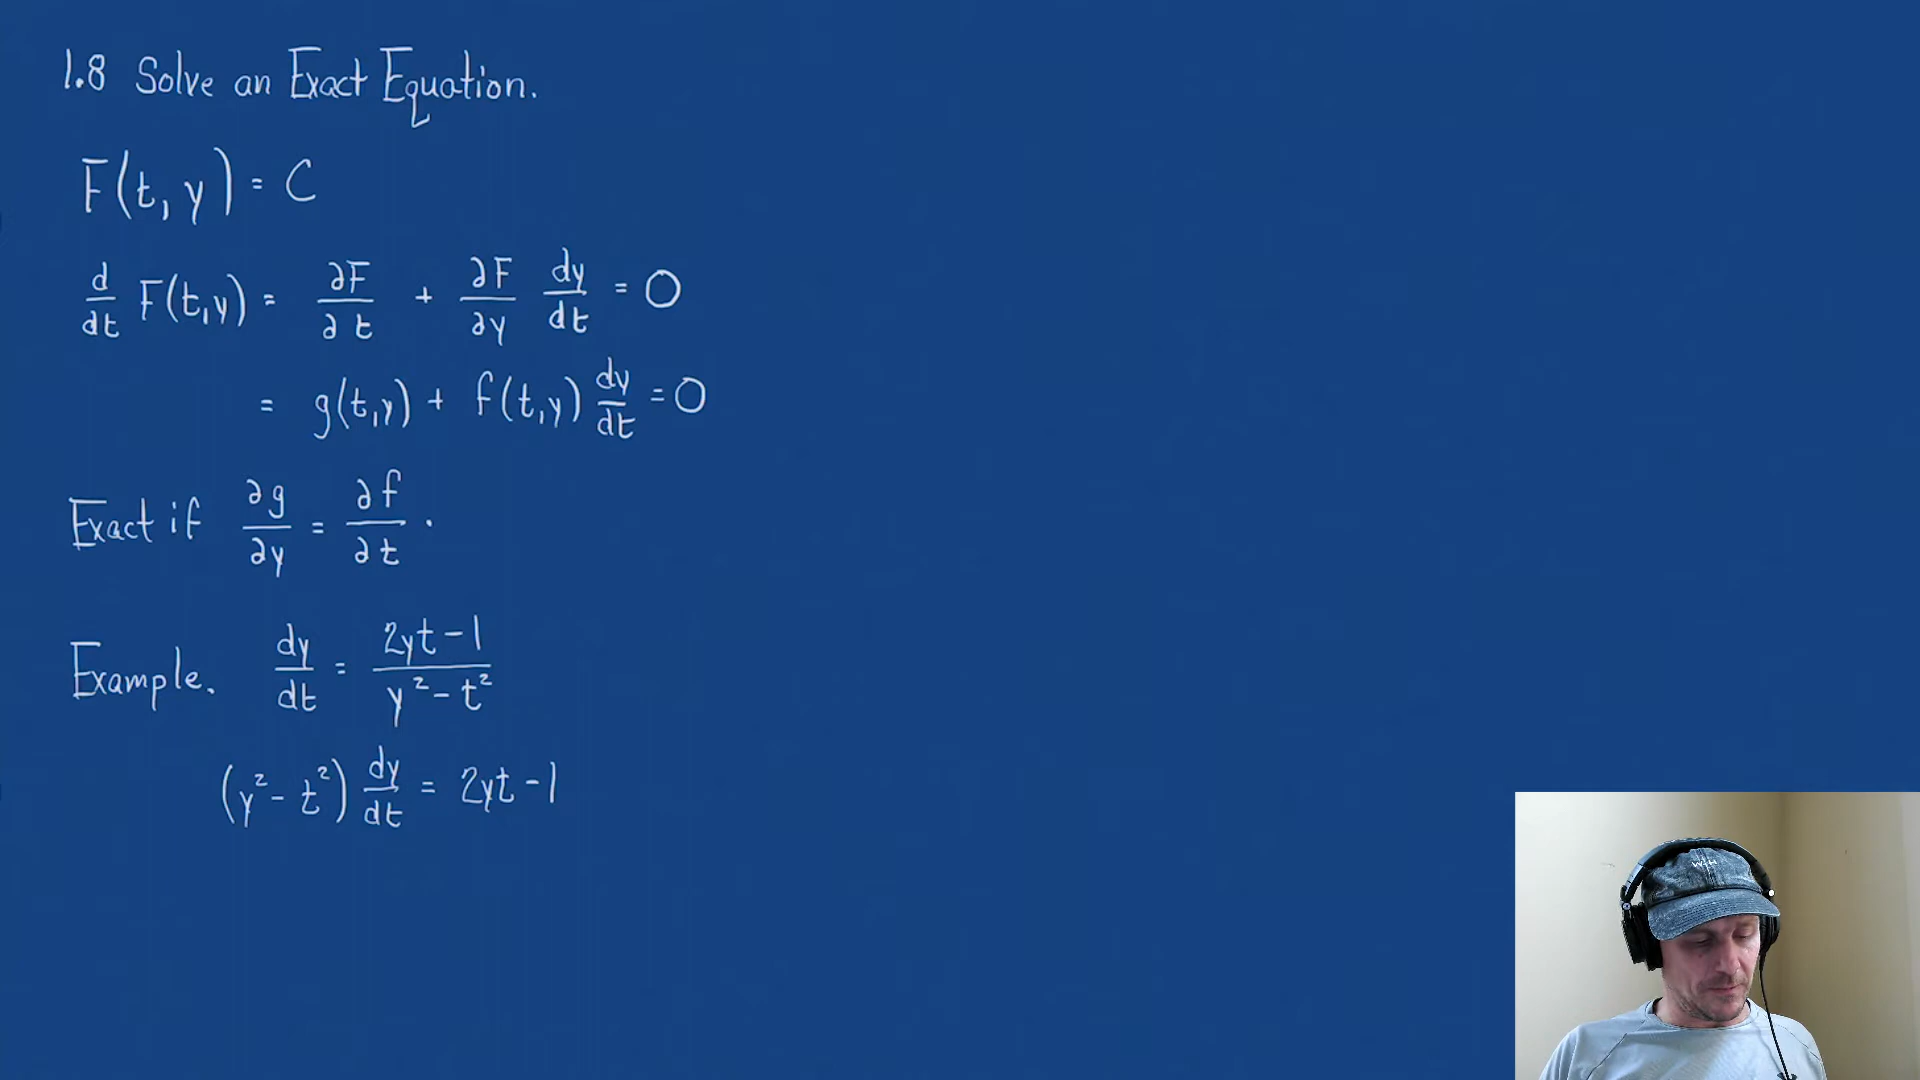 1.8 Solve an Exact Equation.
F(t, y) = C
d/dt F(t,y) = ∂F/∂t + ∂F/∂y dy/dt = 0
= g(t,y) + f(t,y) dy/dt = 0
Exact if ∂g/∂y = ∂f/∂t .
Example. dy/dt = 2yt-1/y²-t²
(y²-t²) dy/dt = 2yt-1